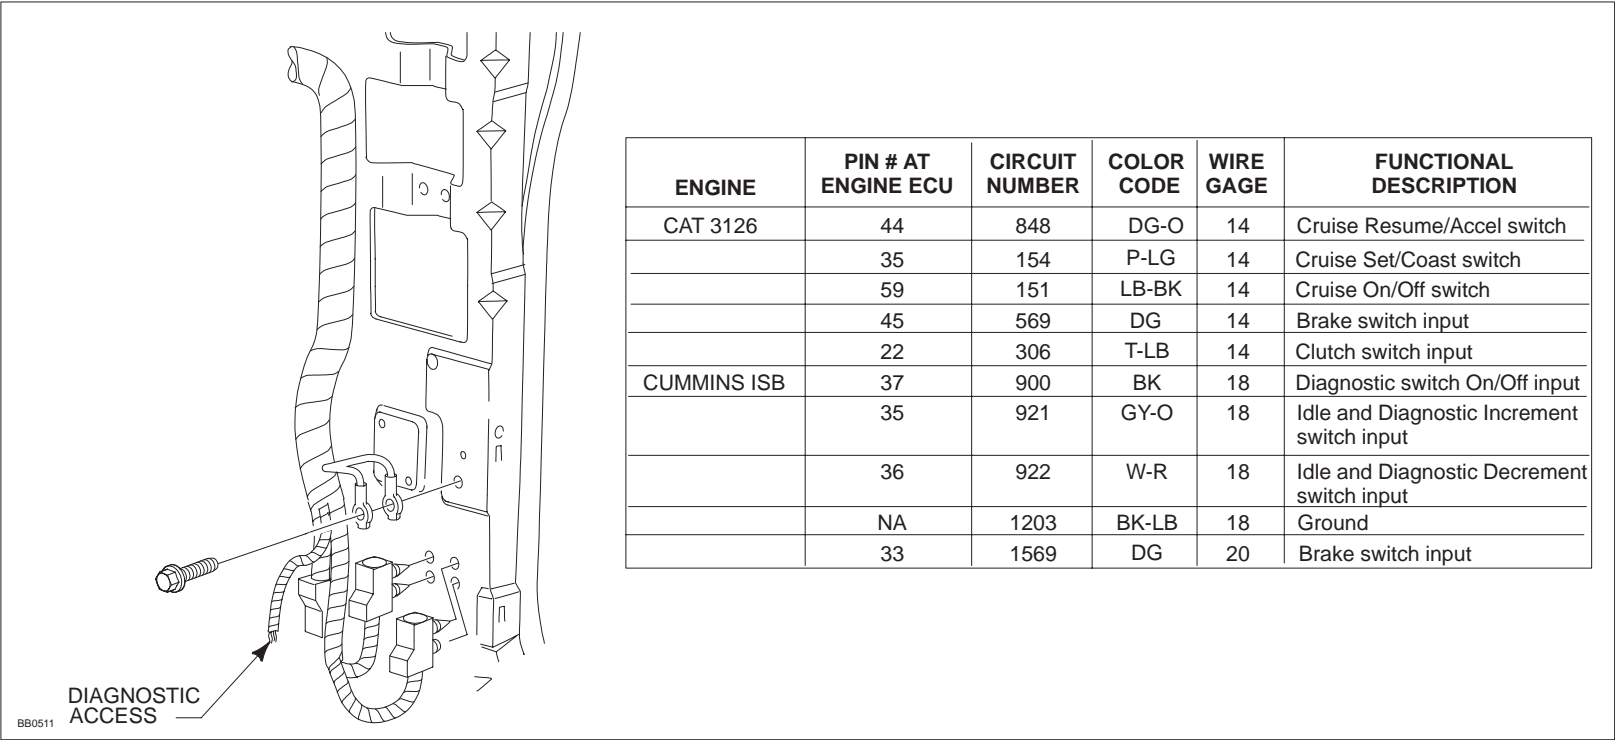 ENGINE PIN # AT ENGINE ECU CIRCUIT NUMBER COLOR CODE WIRE GAGE FUNCTIONAL DESCRIPTION
CAT 3126 44 848 DG-O 14 Cruise Resume/Accel switch
35 154 P-LG 14 Cruise Set/Coast switch
59 151 LB-BK 14 Cruise On/Off switch
45 569 DG 14 Brake switch input
22 306 T-LB 14 Clutch switch input
CUMMINS ISB 37 900 BK 18 Diagnostic switch On/Off input
35 921 GY-O 18 Idle and Diagnostic Increment
switch input
36 922 W-R 18 Idle and Diagnostic Decrement
switch input
NA 1203 BK-LB 18 Ground
33 1569 DG 20 Brake switch input
DIAGNOSTIC
ACCESS
BB0511